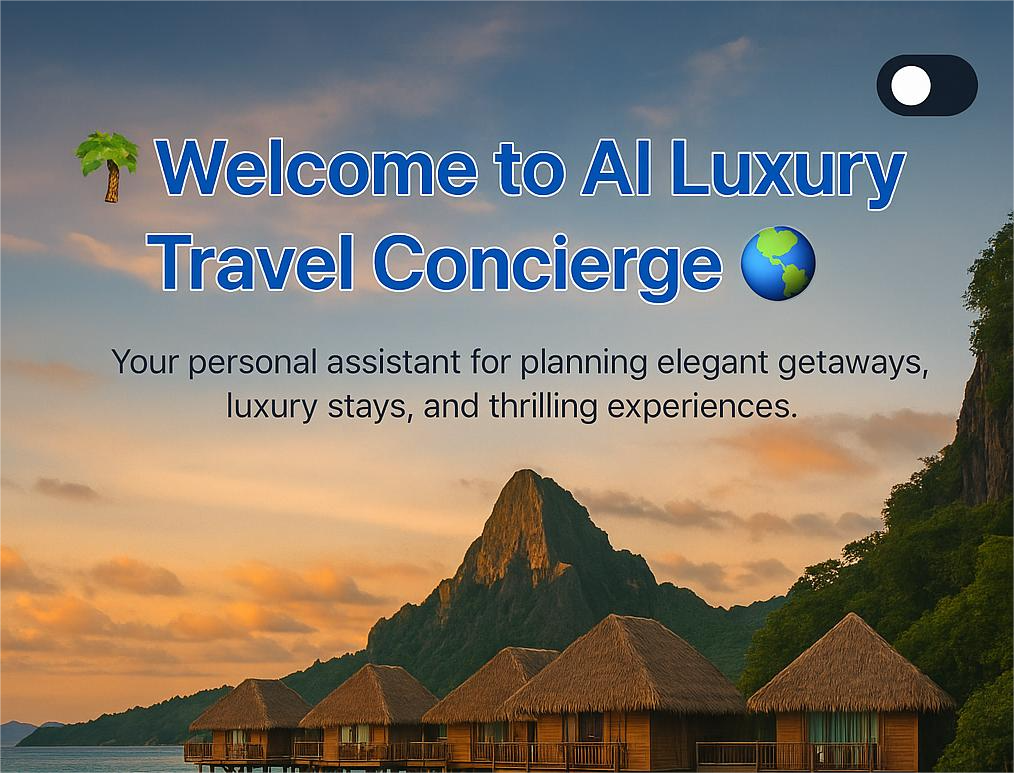 🌴 Welcome to AI Luxury
Travel Concierge 🌎
Your personal assistant for planning elegant getaways,
luxury stays, and thrilling experiences.